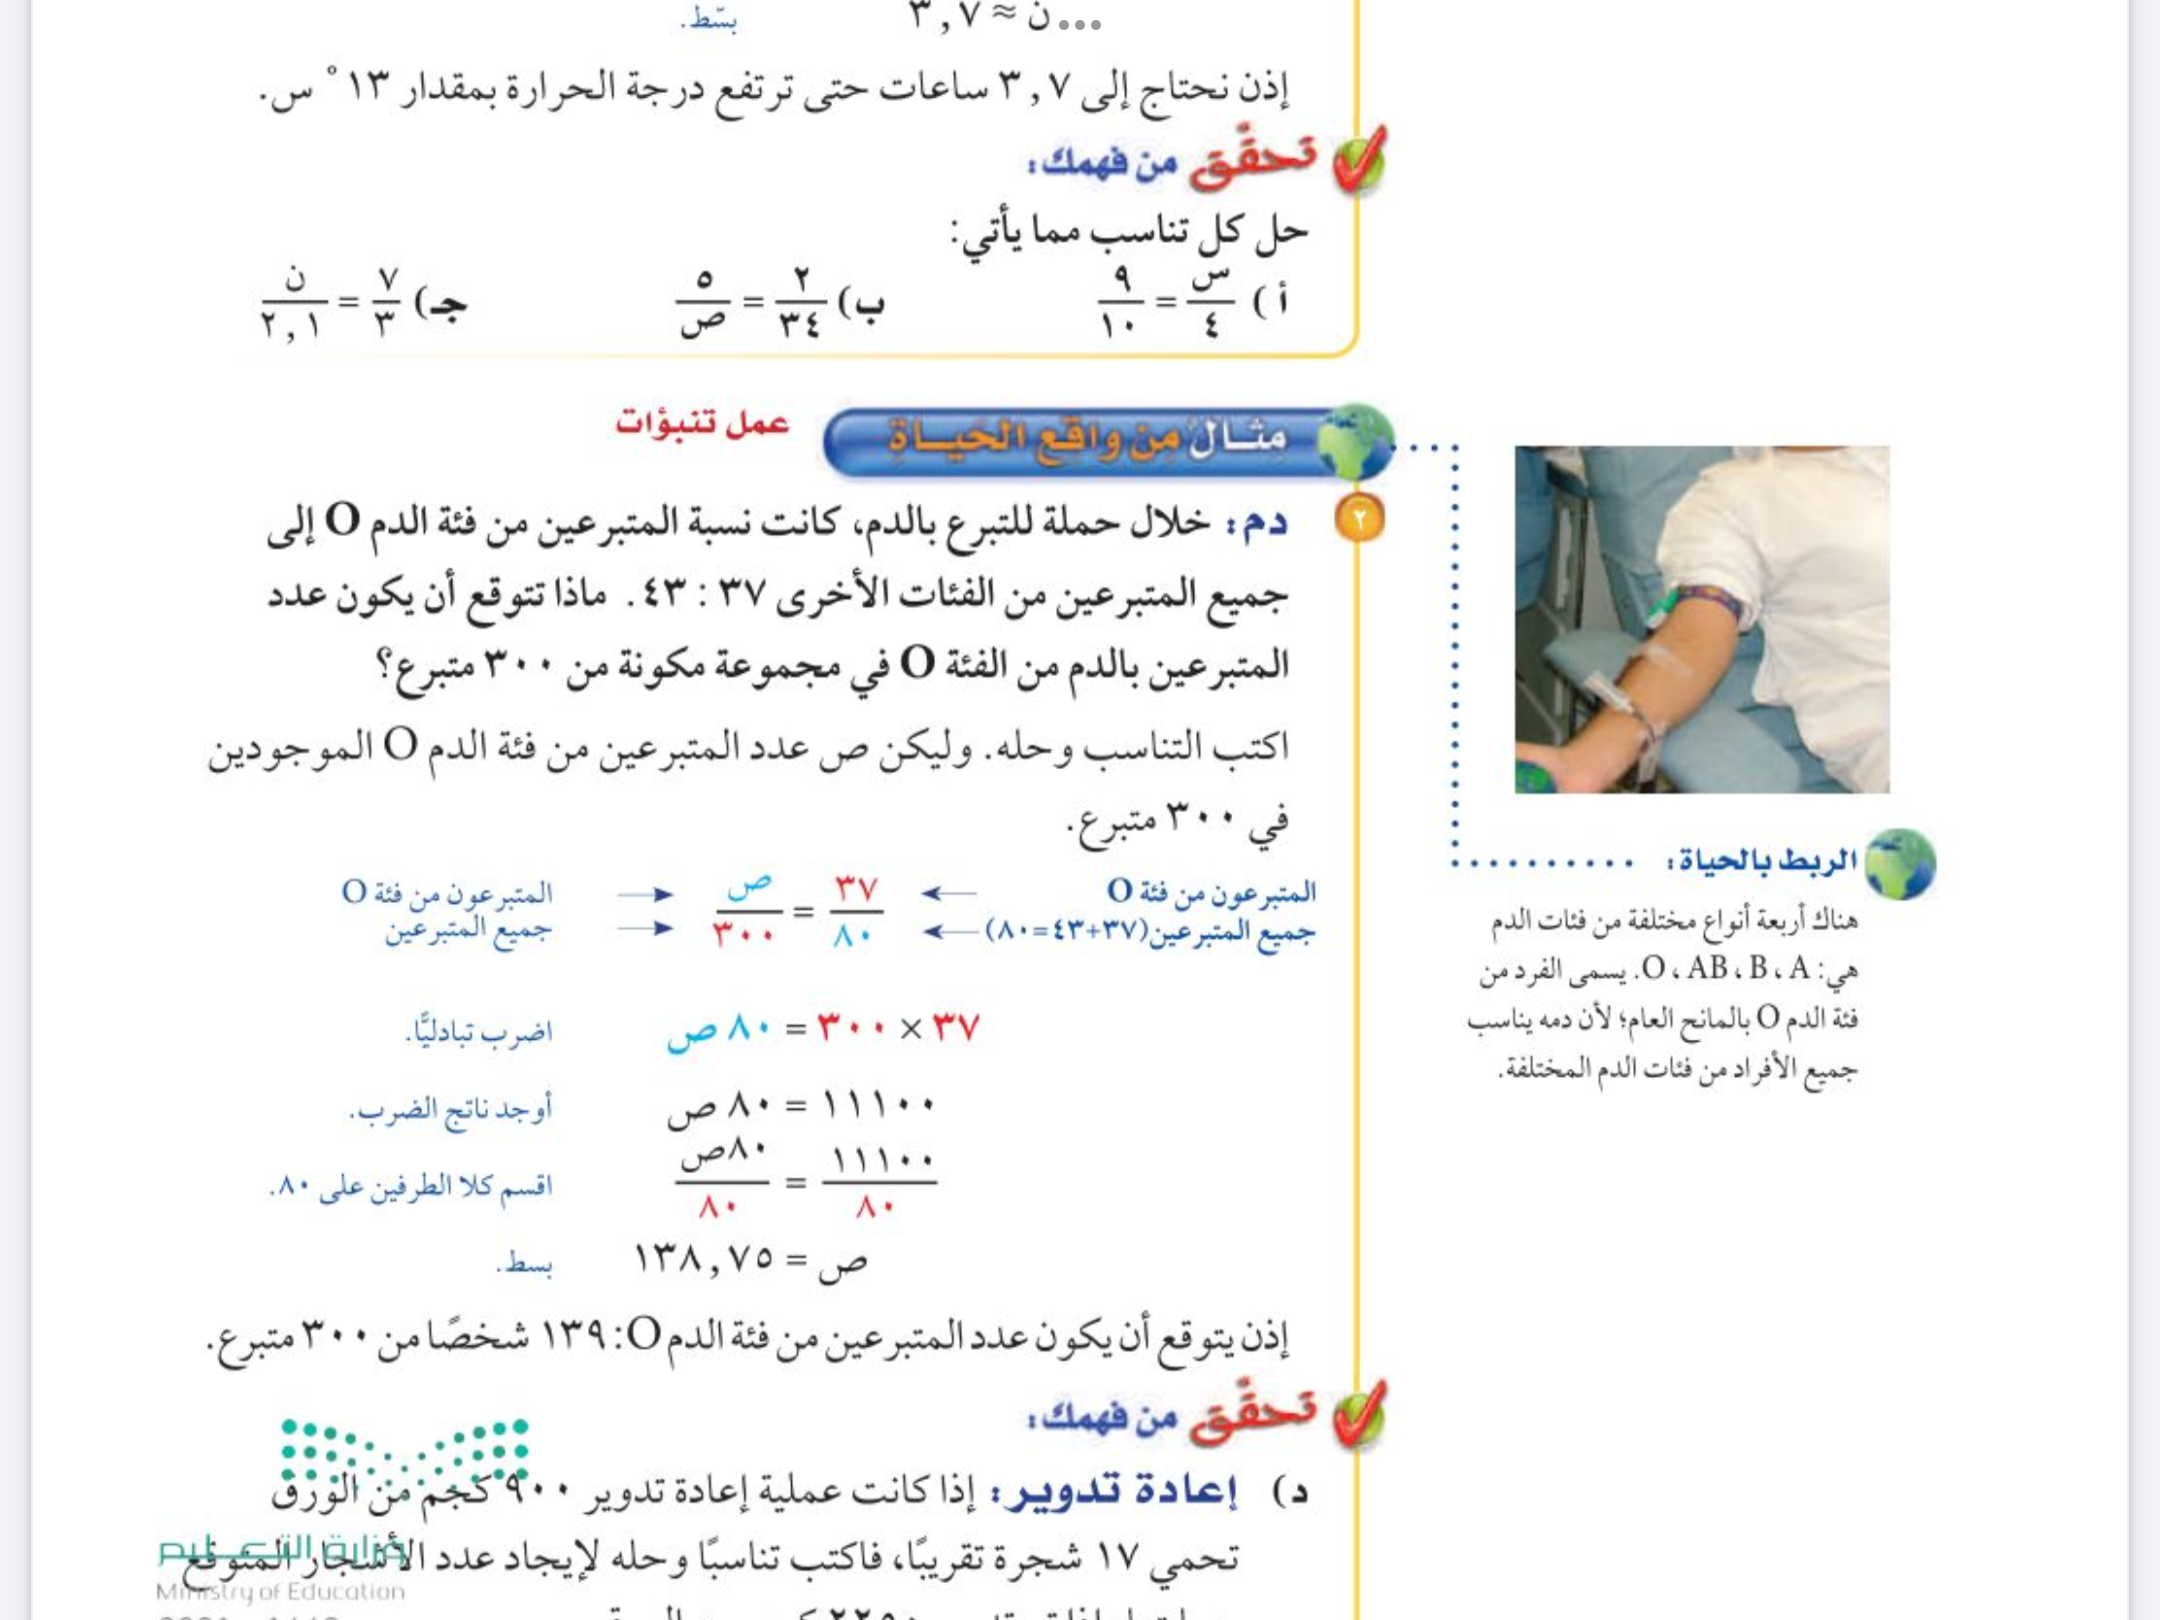 ن ≈ ٣,٧ بسّط.
إذن نحتاج إلى ٣,٧ ساعات حتى ترتفع درجة الحرارة بمقدار ١٣ ° س.
تحقَّق من فهمك:
حل كل تناسب مما يأتي:
أ ) س/٤ = ٩/١٠ ب) ٢/٣٤ = ٥/ص جـ) ٧/٣ = ن/٢,١
مثال من واقع الحياة عمل تنبؤات
٢ دم: خلال حملة للتبرع بالدم، كانت نسبة المتبرعين من فئة الدم O إلى
جميع المتبرعين من الفئات الأخرى ٣٧ : ٤٣. ماذا تتوقع أن يكون عدد
المتبرعين بالدم من الفئة O في مجموعة مكونة من ٣٠٠ متبرع؟
اكتب التناسب وحله. وليكن ص عدد المتبرعين من فئة الدم O الموجودين
في ٣٠٠ متبرع.
المتبرعون من فئة O ← ٣٧/٨٠ = ص/٣٠٠ → المتبرعون من فئة O
جميع المتبرعين(٣٧+٤٣=٨٠) ← → جميع المتبرعين
٣٧ × ٣٠٠ = ٨٠ ص اضرب تبادليًّا.
١١١٠٠ = ٨٠ ص أوجد ناتج الضرب.
١١١٠٠/٨٠ = ٨٠ص/٨٠ اقسم كلا الطرفين على ٨٠.
ص = ١٣٨,٧٥ بسط.
إذن يتوقع أن يكون عدد المتبرعين من فئة الدم O: ١٣٩ شخصًا من ٣٠٠ متبرع.
تحقَّق من فهمك:
د) إعادة تدوير: إذا كانت عملية إعادة تدوير ٩٠٠ كجم من الورق
تحمي ١٧ شجرة تقريبًا، فاكتب تناسبًا وحله لإيجاد عدد الأشجار المتوقع
الربط بالحياة:
هناك أربعة أنواع مختلفة من فئات الدم
هي: A ، B ، AB ، O. يسمى الفرد من
فئة الدم O بالمانح العام؛ لأن دمه يناسب
جميع الأفراد من فئات الدم المختلفة.
وزارة التعليم
Ministry of Education